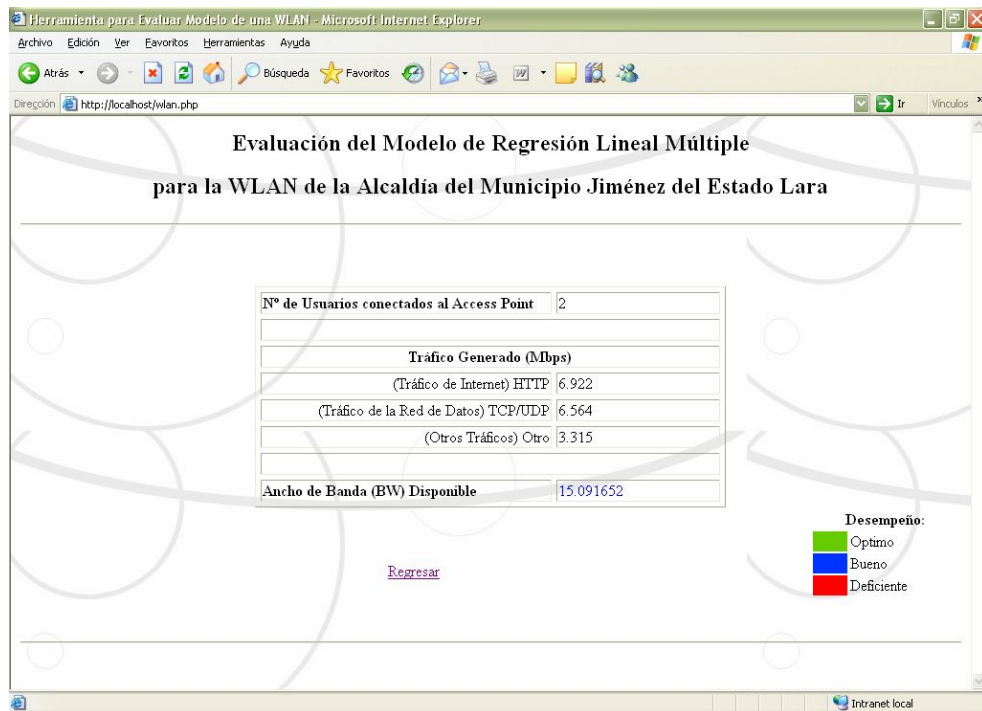 Herramienta para Evaluar Modelo de una WLAN - Microsoft Internet Explorer
Archivo Edición Ver Favoritos Herramientas Ayuda
Atrás Búsqueda Favoritos W
Dirección http://localhost/wlan.php Ir Vínculos »
Evaluación del Modelo de Regresión Lineal Múltiple
para la WLAN de la Alcaldía del Municipio Jiménez del Estado Lara
Nº de Usuarios conectados al Access Point 2
Tráfico Generado (Mbps)
(Tráfico de Internet) HTTP 6.922
(Tráfico de la Red de Datos) TCP/UDP 6.564
(Otros Tráficos) Otro 3.315
Ancho de Banda (BW) Disponible 15.091652
Desempeño:
Optimo
Bueno
Deficiente
Regresar
Intranet local